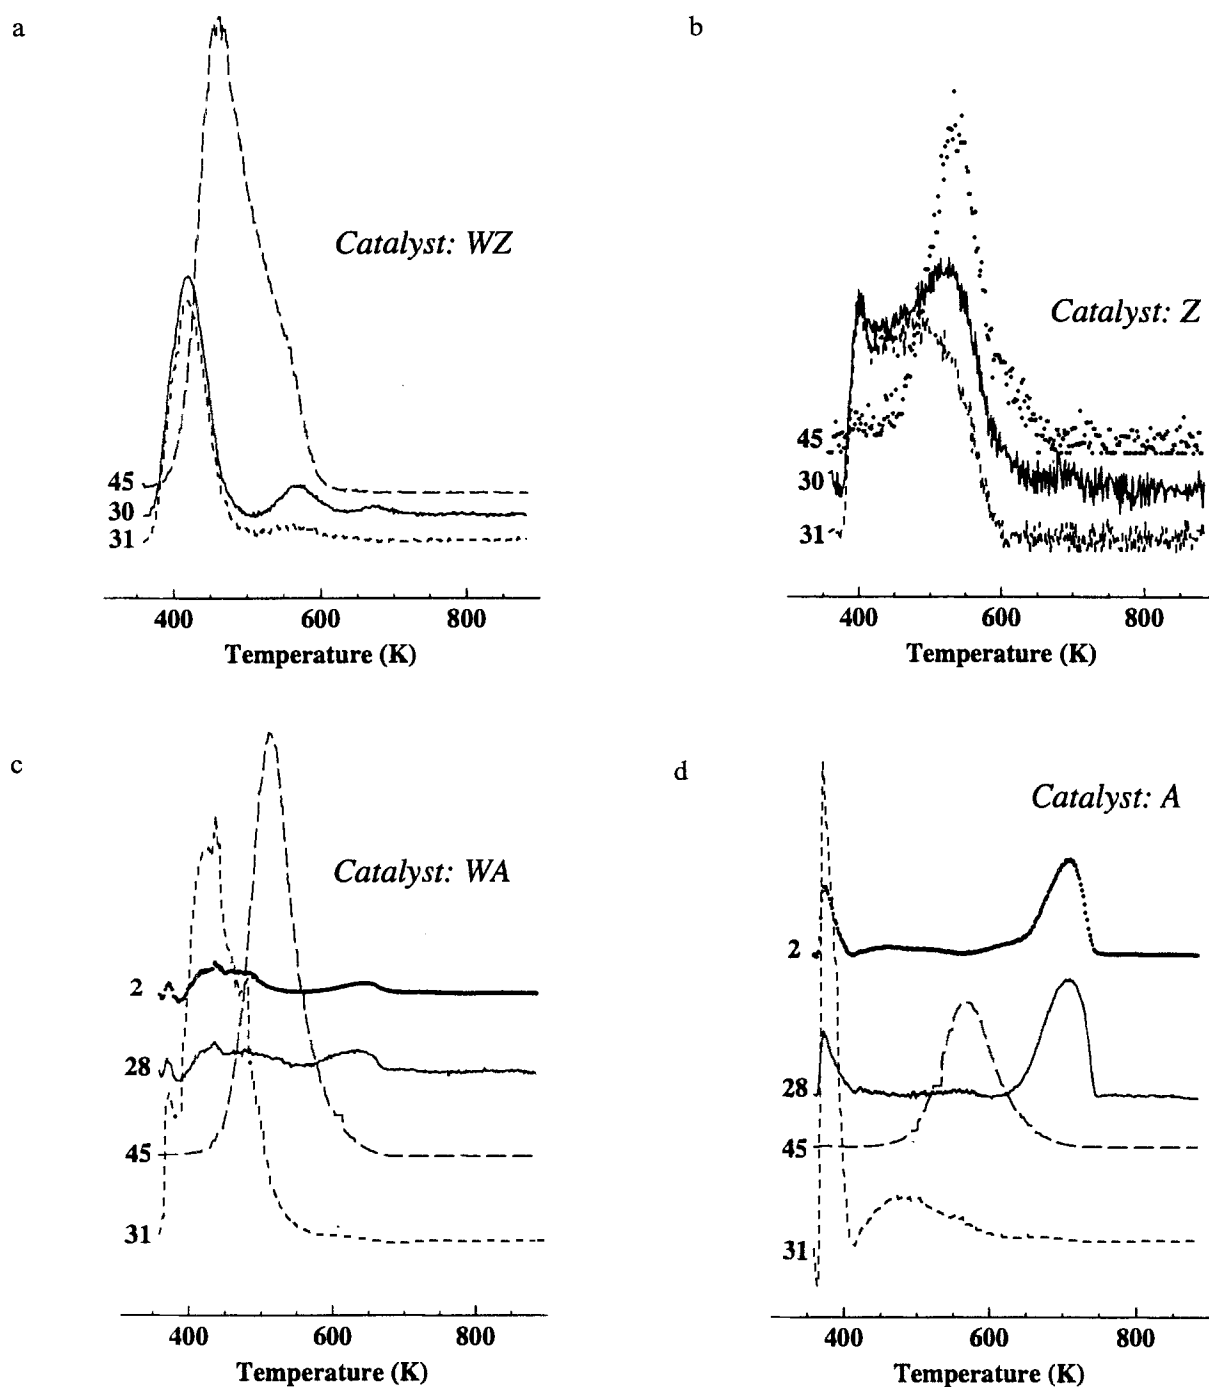 a
Catalyst: WZ
45
30
31
400 600 800
Temperature (K)
b
Catalyst: Z
45
30
31
400 600 800
Temperature (K)
c
Catalyst: WA
2
28
45
31
400 600 800
Temperature (K)
d
Catalyst: A
2
28
45
31
400 600 800
Temperature (K)